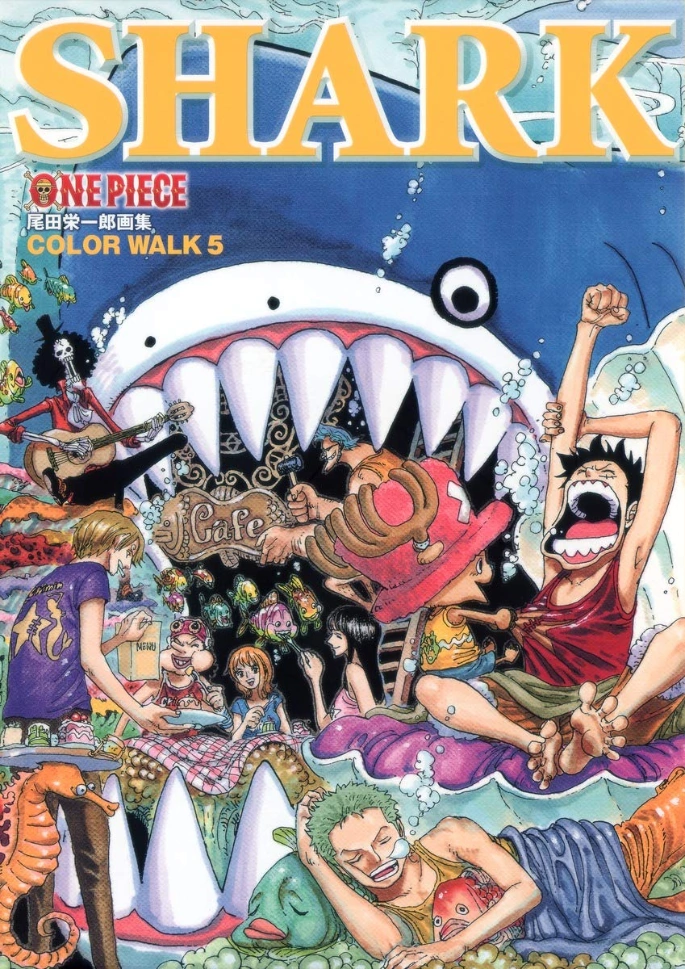 SHARK
ONE PIECE
尾田栄一郎画集
COLOR WALK 5
Cafe
MENU